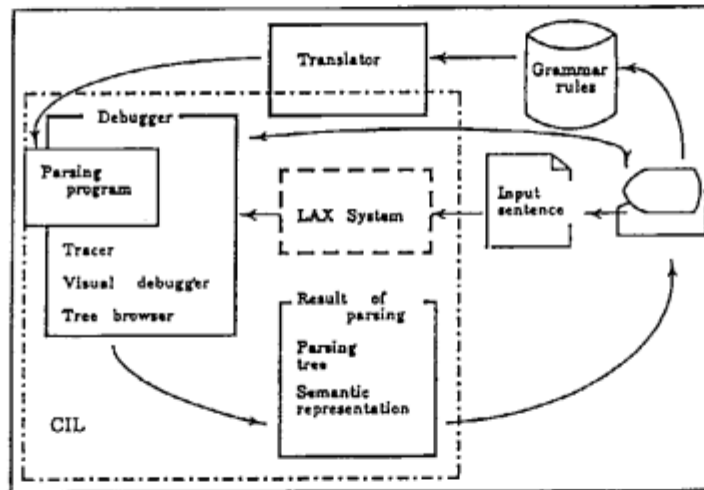 Translator
Grammar
rules
Debugger
Parsing
program
Input
sentence
LAX System
Tracer
Visual debugger
Tree browser
Result of
parsing
Parsing
tree
Semantic
representation
CIL